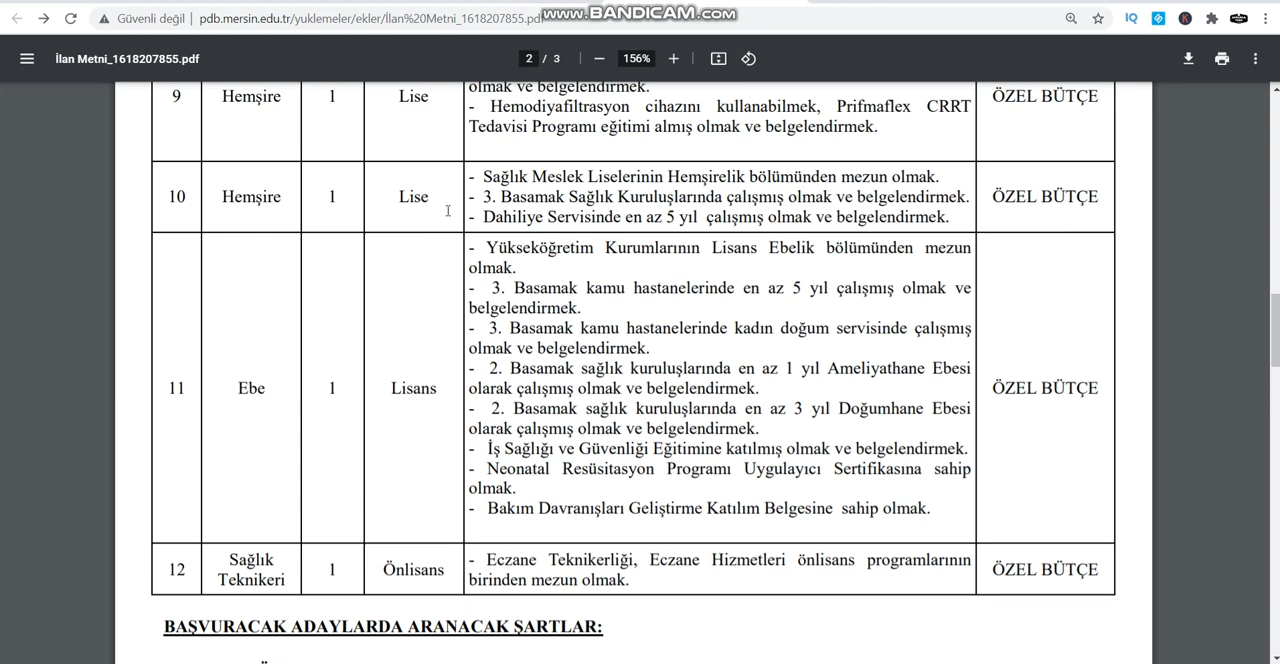 Güvenli değil | pdb.mersin.edu.tr/yuklemeler/ekler/İlan%20Metni_1618207855.pdf
www.BANDICAM.com
IQ
K
İlan Metni_1618207855.pdf
2 / 3
156%
olmak ve belgelendirmek.
9 Hemşire 1 Lise - Hemodiyafiltrasyon cihazını kullanabilmek, Prifmaflex CRRT ÖZEL BÜTÇE
Tedavisi Programı eğitimi almış olmak ve belgelendirmek.
- Sağlık Meslek Liselerinin Hemşirelik bölümünden mezun olmak.
10 Hemşire 1 Lise - 3. Basamak Sağlık Kuruluşlarında çalışmış olmak ve belgelendirmek. ÖZEL BÜTÇE
- Dahiliye Servisinde en az 5 yıl çalışmış olmak ve belgelendirmek.
- Yükseköğretim Kurumlarının Lisans Ebelik bölümünden mezun
olmak.
- 3. Basamak kamu hastanelerinde en az 5 yıl çalışmış olmak ve
belgelendirmek.
- 3. Basamak kamu hastanelerinde kadın doğum servisinde çalışmış
olmak ve belgelendirmek.
- 2. Basamak sağlık kuruluşlarında en az 1 yıl Ameliyathane Ebesi
11 Ebe 1 Lisans olarak çalışmış olmak ve belgelendirmek. ÖZEL BÜTÇE
- 2. Basamak sağlık kuruluşlarında en az 3 yıl Doğumhane Ebesi
olarak çalışmış olmak ve belgelendirmek.
- İş Sağlığı ve Güvenliği Eğitimine katılmış olmak ve belgelendirmek.
- Neonatal Resüsitasyon Programı Uygulayıcı Sertifikasına sahip
olmak.
- Bakım Davranışları Geliştirme Katılım Belgesine sahip olmak.
12 Sağlık Teknikeri 1 Önlisans - Eczane Teknikerliği, Eczane Hizmetleri önlisans programlarının ÖZEL BÜTÇE
birinden mezun olmak.
BAŞVURACAK ADAYLARDA ARANACAK ŞARTLAR: